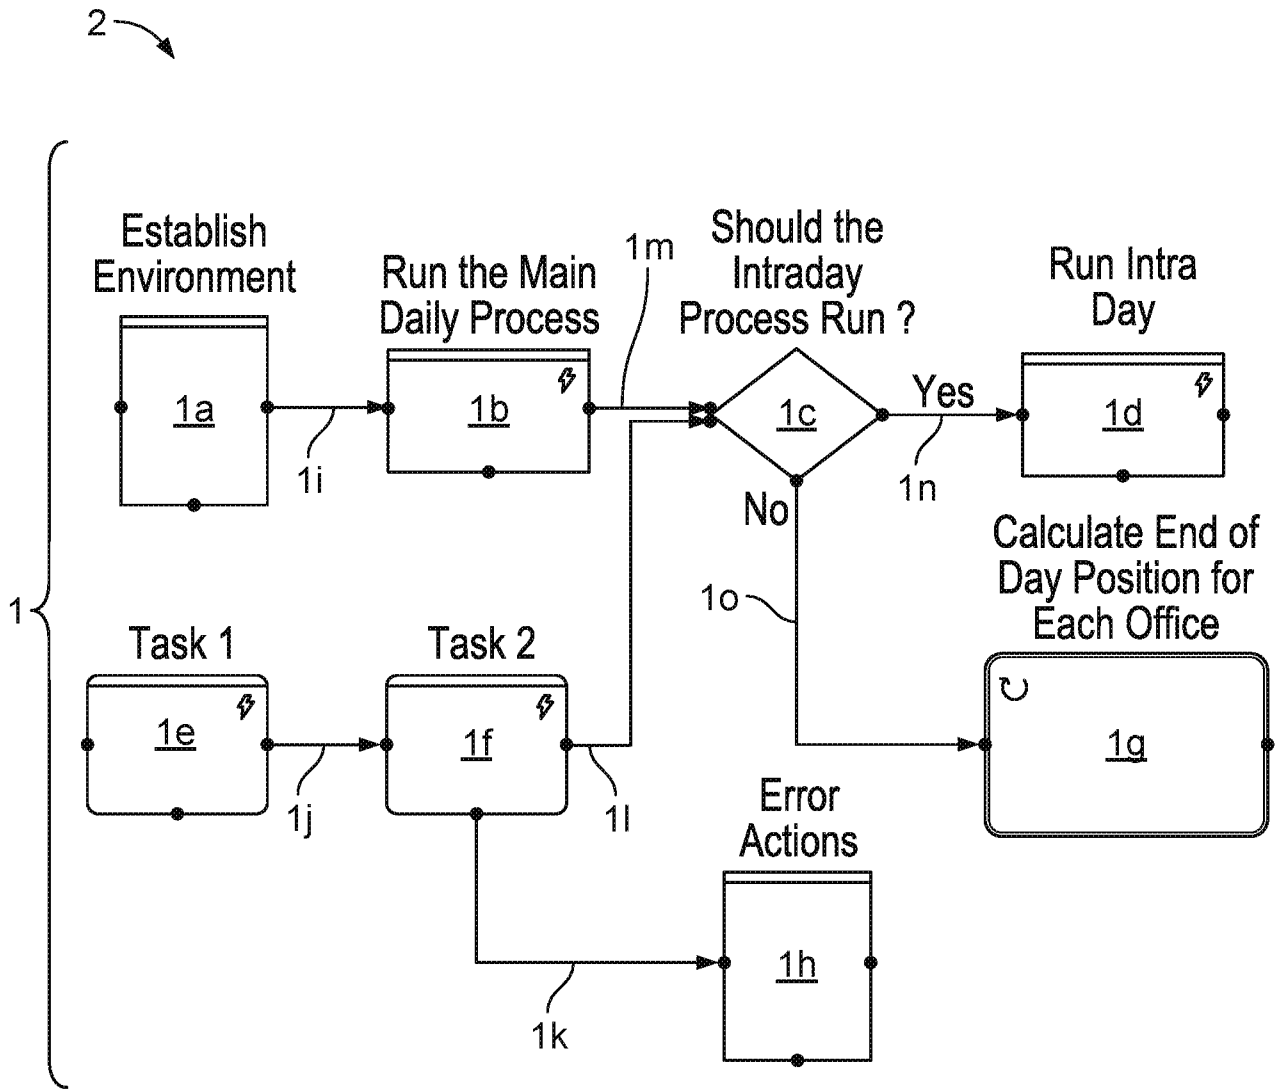 2
1
Establish
Environment
1a
1i
Run the Main
Daily Process
1b
1m
Should the
Intraday
Process Run ?
1c
Yes
1n
No
1o
Run Intra
Day
1d
Calculate End of
Day Position for
Each Office
1g
Task 1
1e
1j
Task 2
1f
1l
1k
Error
Actions
1h